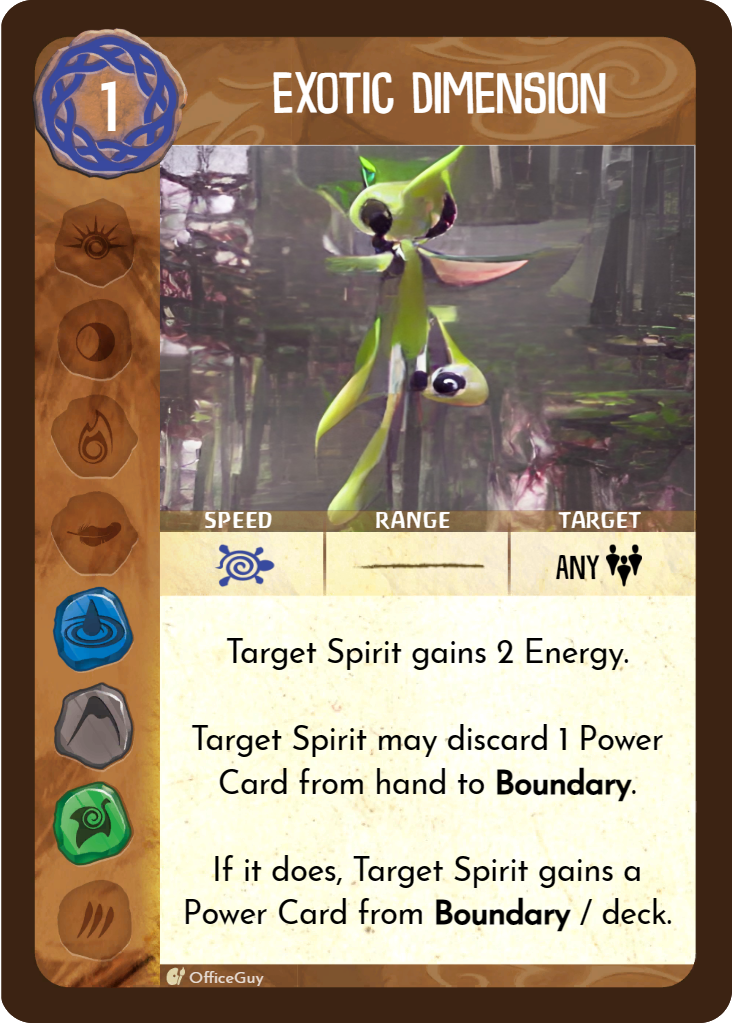 1
EXOTIC DIMENSION
SPEED RANGE TARGET
ANY
Target Spirit gains 2 Energy.
Target Spirit may discard 1 Power
Card from hand to Boundary.
If it does, Target Spirit gains a
Power Card from Boundary / deck.
OfficeGuy